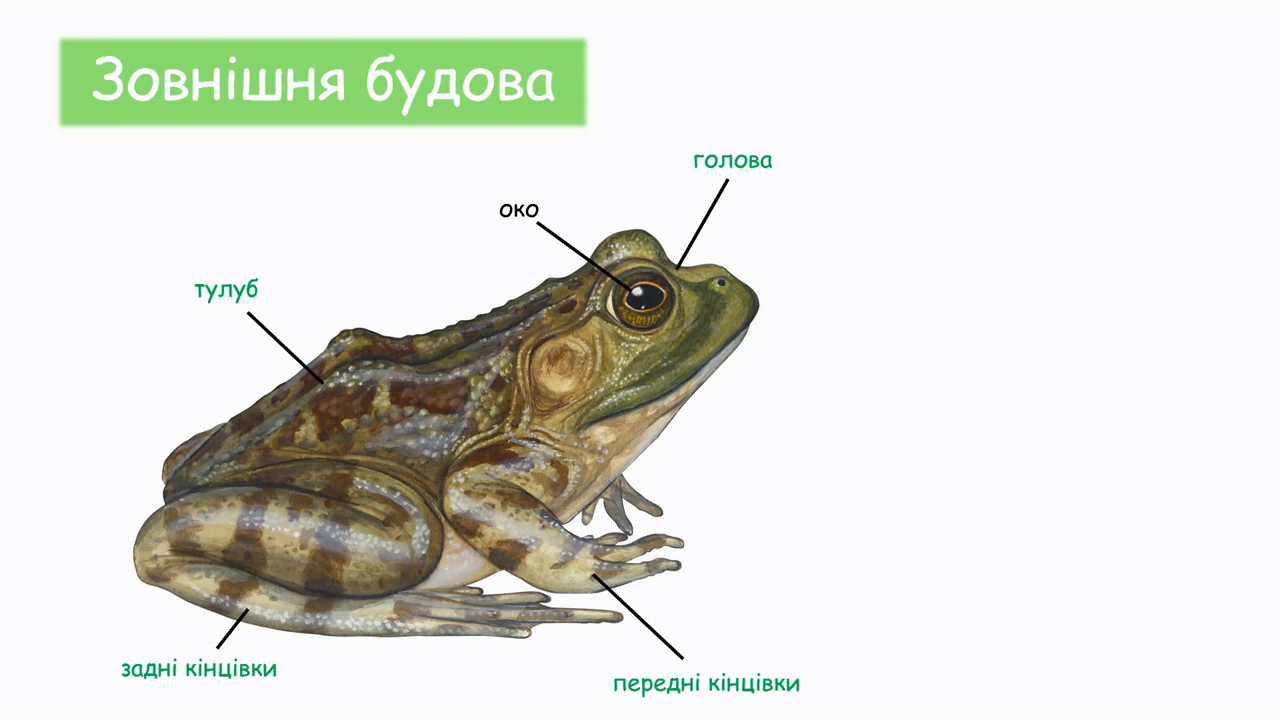 Зовнішня будова
голова
око
тулуб
задні кінцівки
передні кінцівки